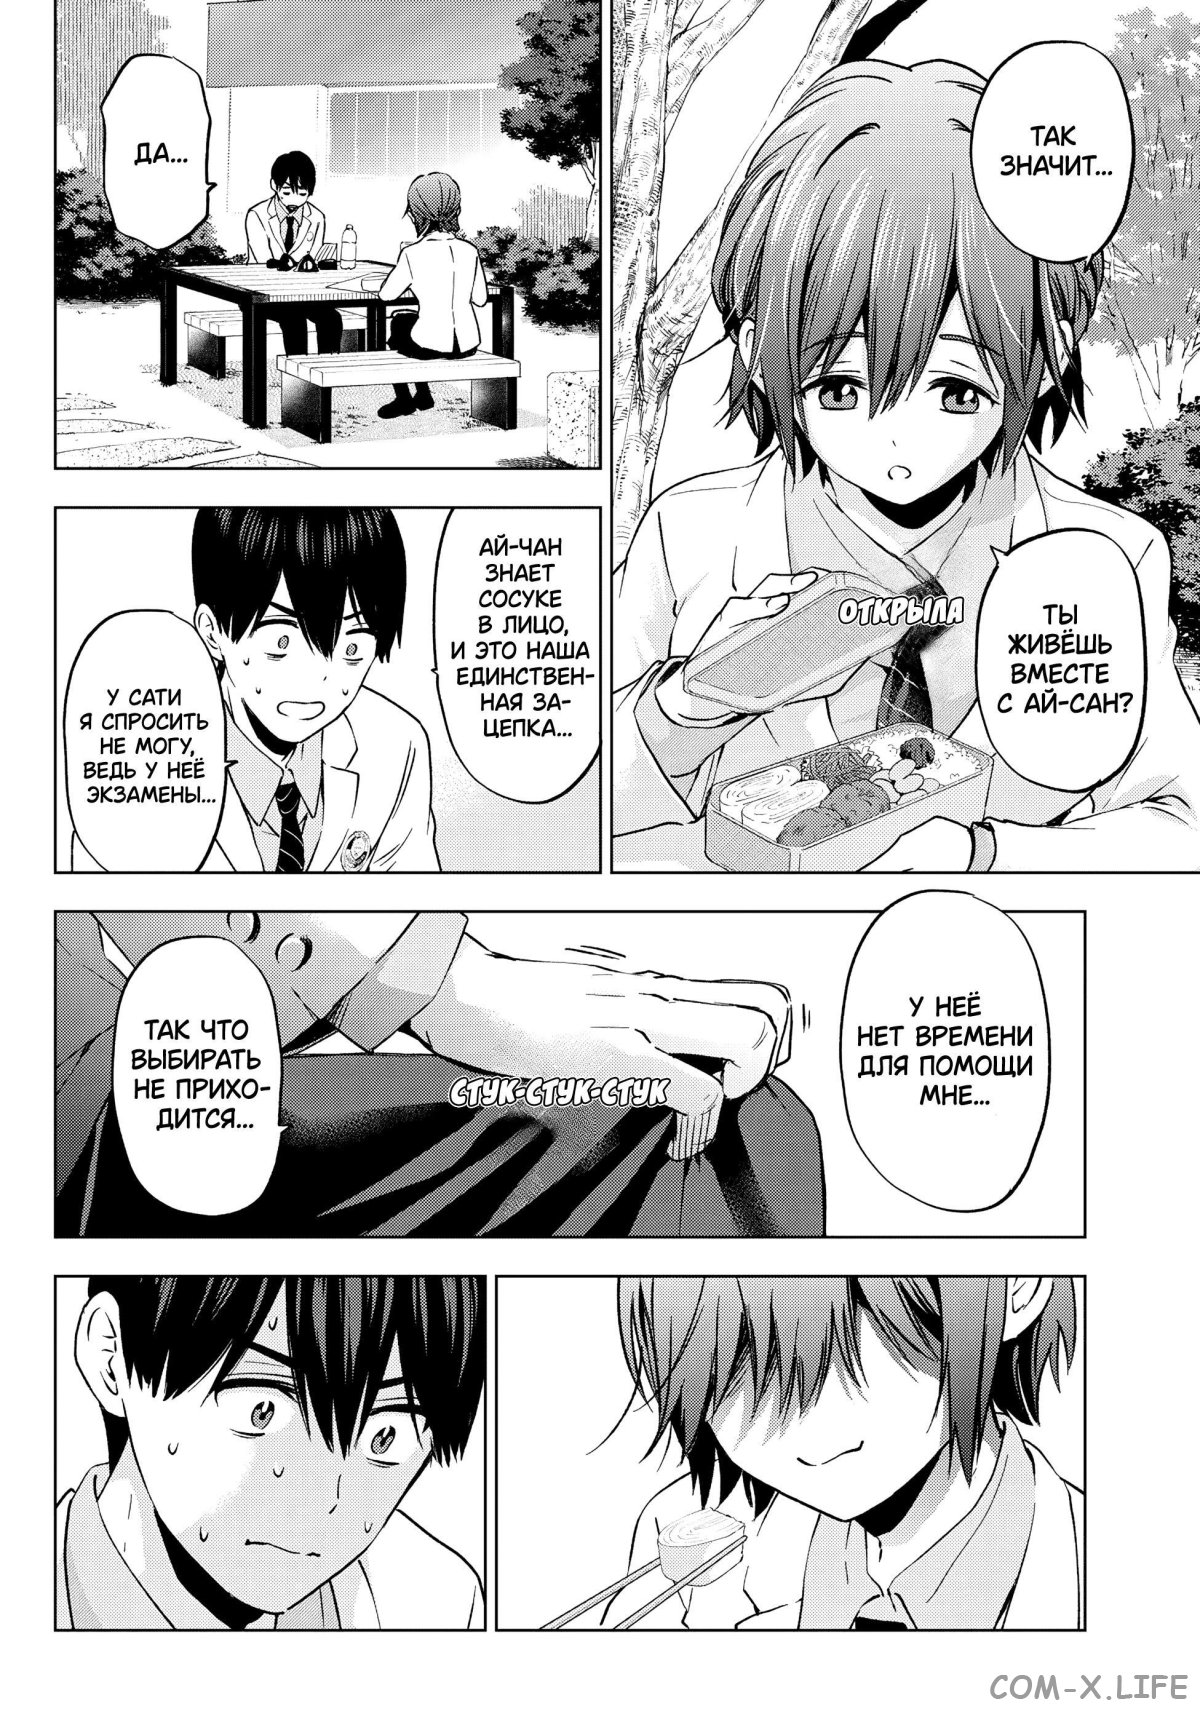 ТАК
ЗНАЧИТ...
ОТКРЫЛА
ТЫ
ЖИВЁШЬ
ВМЕСТЕ
С АЙ-САН?
ДА...
АЙ-ЧАН
ЗНАЕТ
СОСУКЕ
В ЛИЦО,
И ЭТО НАША
ЕДИНСТВЕН-
НАЯ ЗА-
ЦЕПКА...
У САТИ
Я СПРОСИТЬ
НЕ МОГУ,
ВЕДЬ У НЕЁ
ЭКЗАМЕНЫ...
У НЕЁ
НЕТ ВРЕМЕНИ
ДЛЯ ПОМОЩИ
МНЕ...
СТУК-СТУК-СТУК
ТАК ЧТО
ВЫБИРАТЬ
НЕ ПРИХО-
ДИТСЯ...
COM-X.LIFE